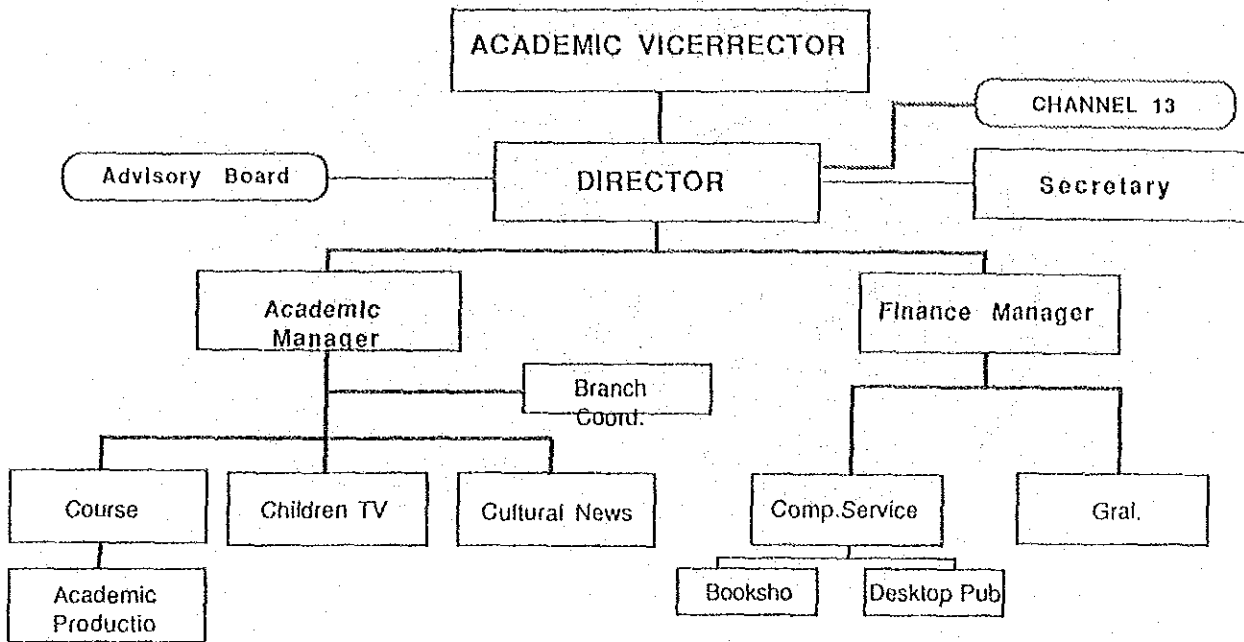 ACADEMIC VICERRECTOR
CHANNEL 13
Advisory Board
DIRECTOR
Secretary
Academic
Manager
Finance Manager
Branch
Coord.
Course
Children TV
Cultural News
Comp.Service
Gral.
Academic
Productio
Booksho
Desktop Pub